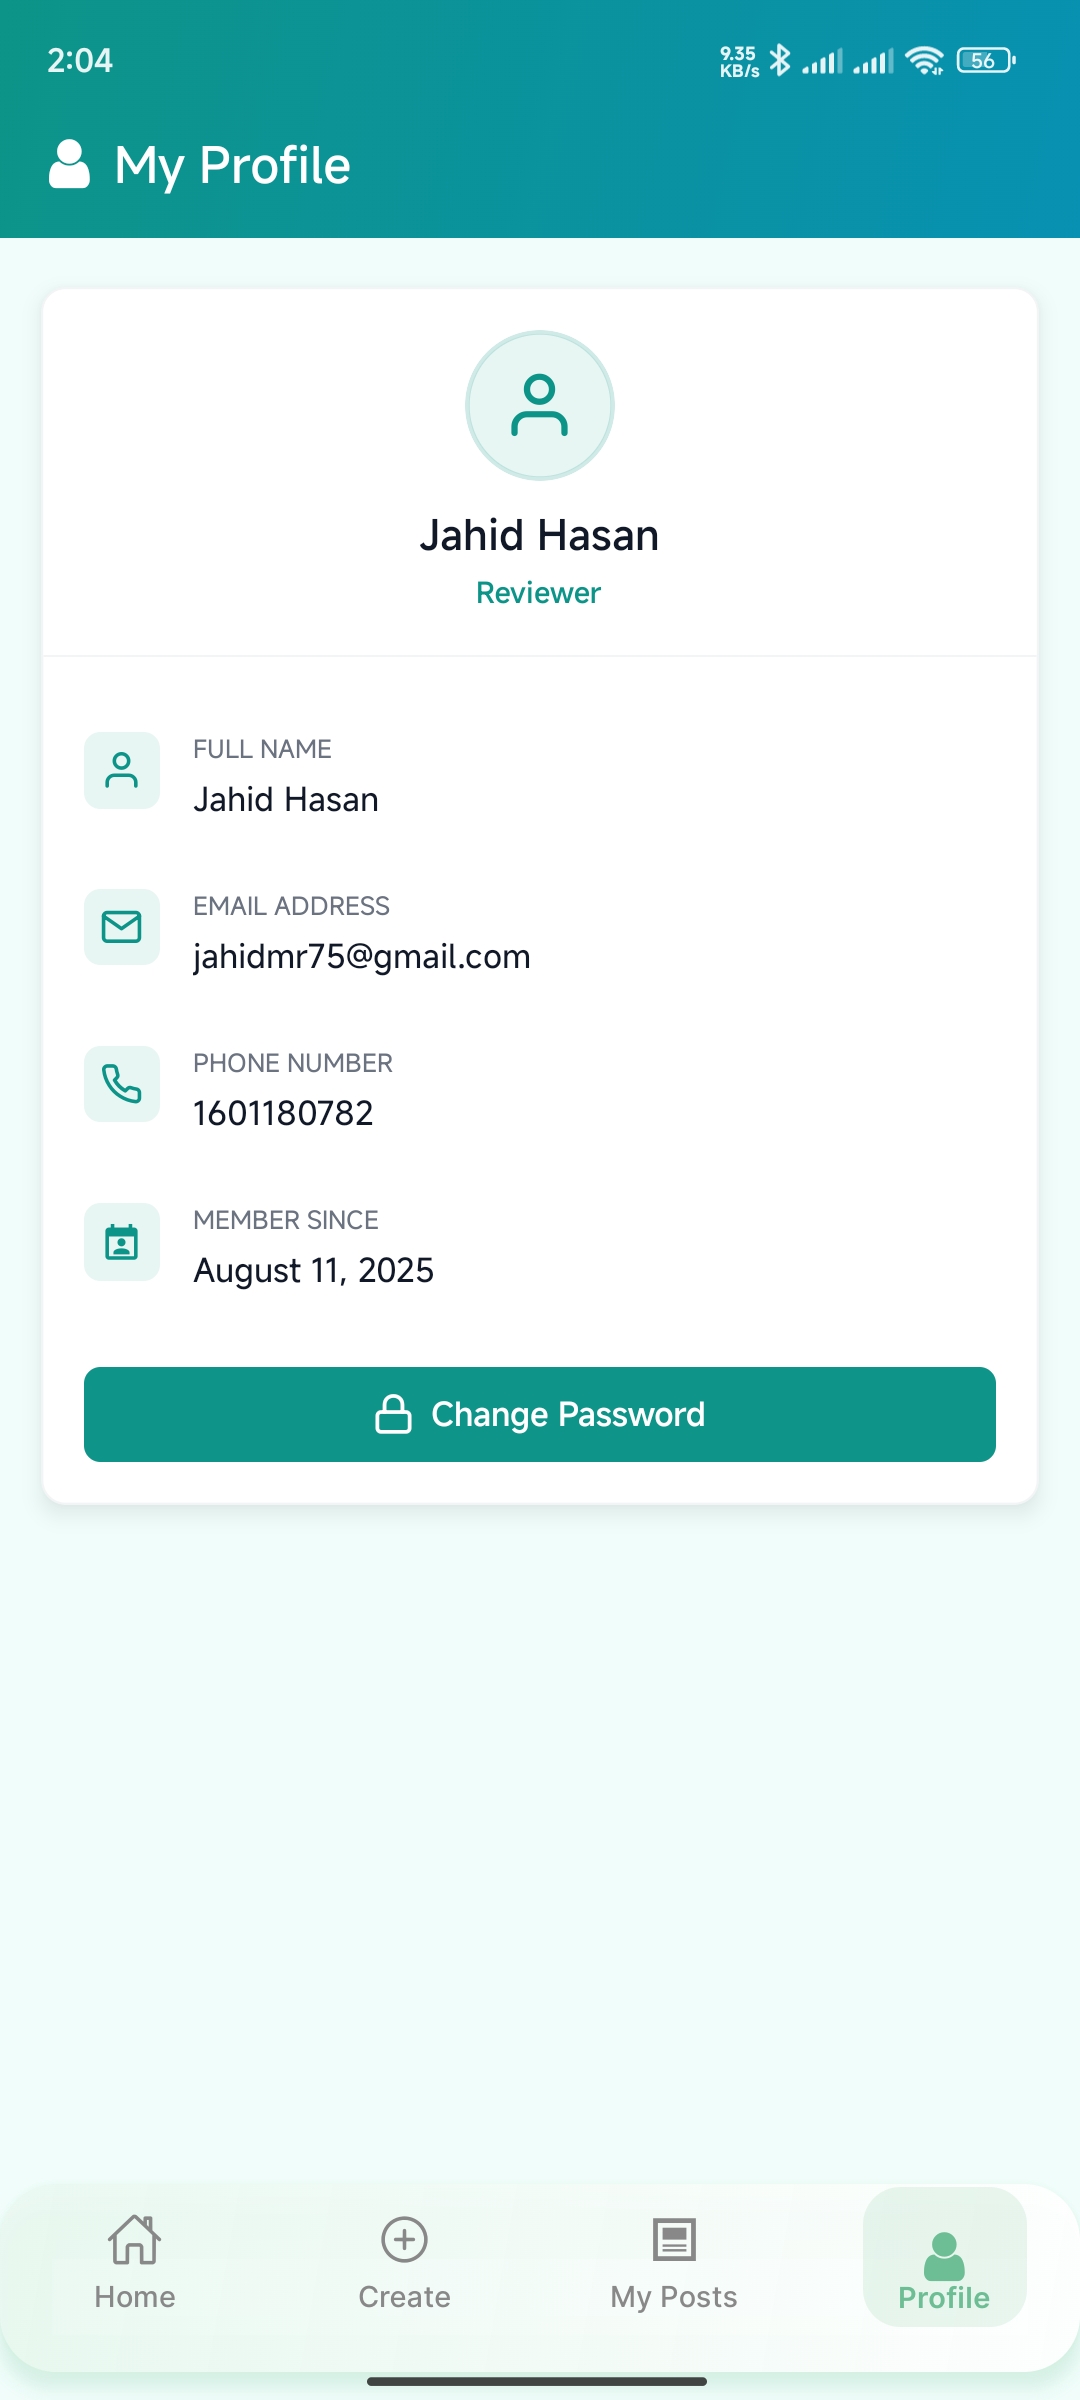 2:04
9.35
KB/s
56
My Profile
Jahid Hasan
Reviewer
FULL NAME
Jahid Hasan
EMAIL ADDRESS
jahidmr75@gmail.com
PHONE NUMBER
1601180782
MEMBER SINCE
August 11, 2025
Change Password
Home
Create
My Posts
Profile